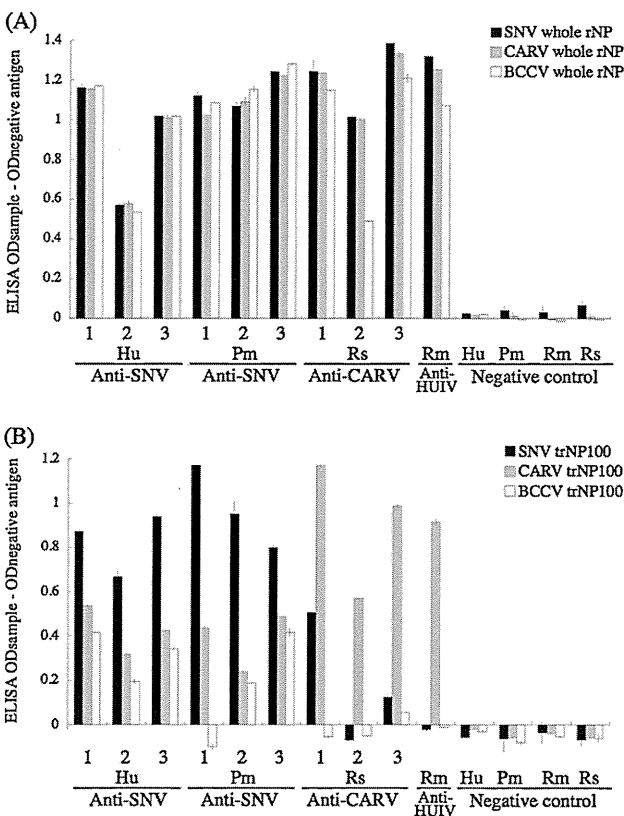 (A)
SNV whole rNP
CARV whole rNP
BCCV whole rNP
ELISA ODsample - ODnegative antigen
1.4
1.2
1
0.8
0.6
0.4
0.2
0
1 2 3 1 2 3 1 2 3
Hu Pm Rs Rm Hu Pm Rm Rs
Anti-SNV Anti-SNV Anti-CARV Anti-HUIV Negative control
(B)
SNV trNP100
CARV trNP100
BCCV trNP100
ELISA ODsample - ODnegative antigen
1.2
1
0.8
0.6
0.4
0.2
0
1 2 3 1 2 3 1 2 3
Hu Pm Rs Rm Hu Pm Rm Rs
Anti-SNV Anti-SNV Anti-CARV Anti-HUIV Negative control